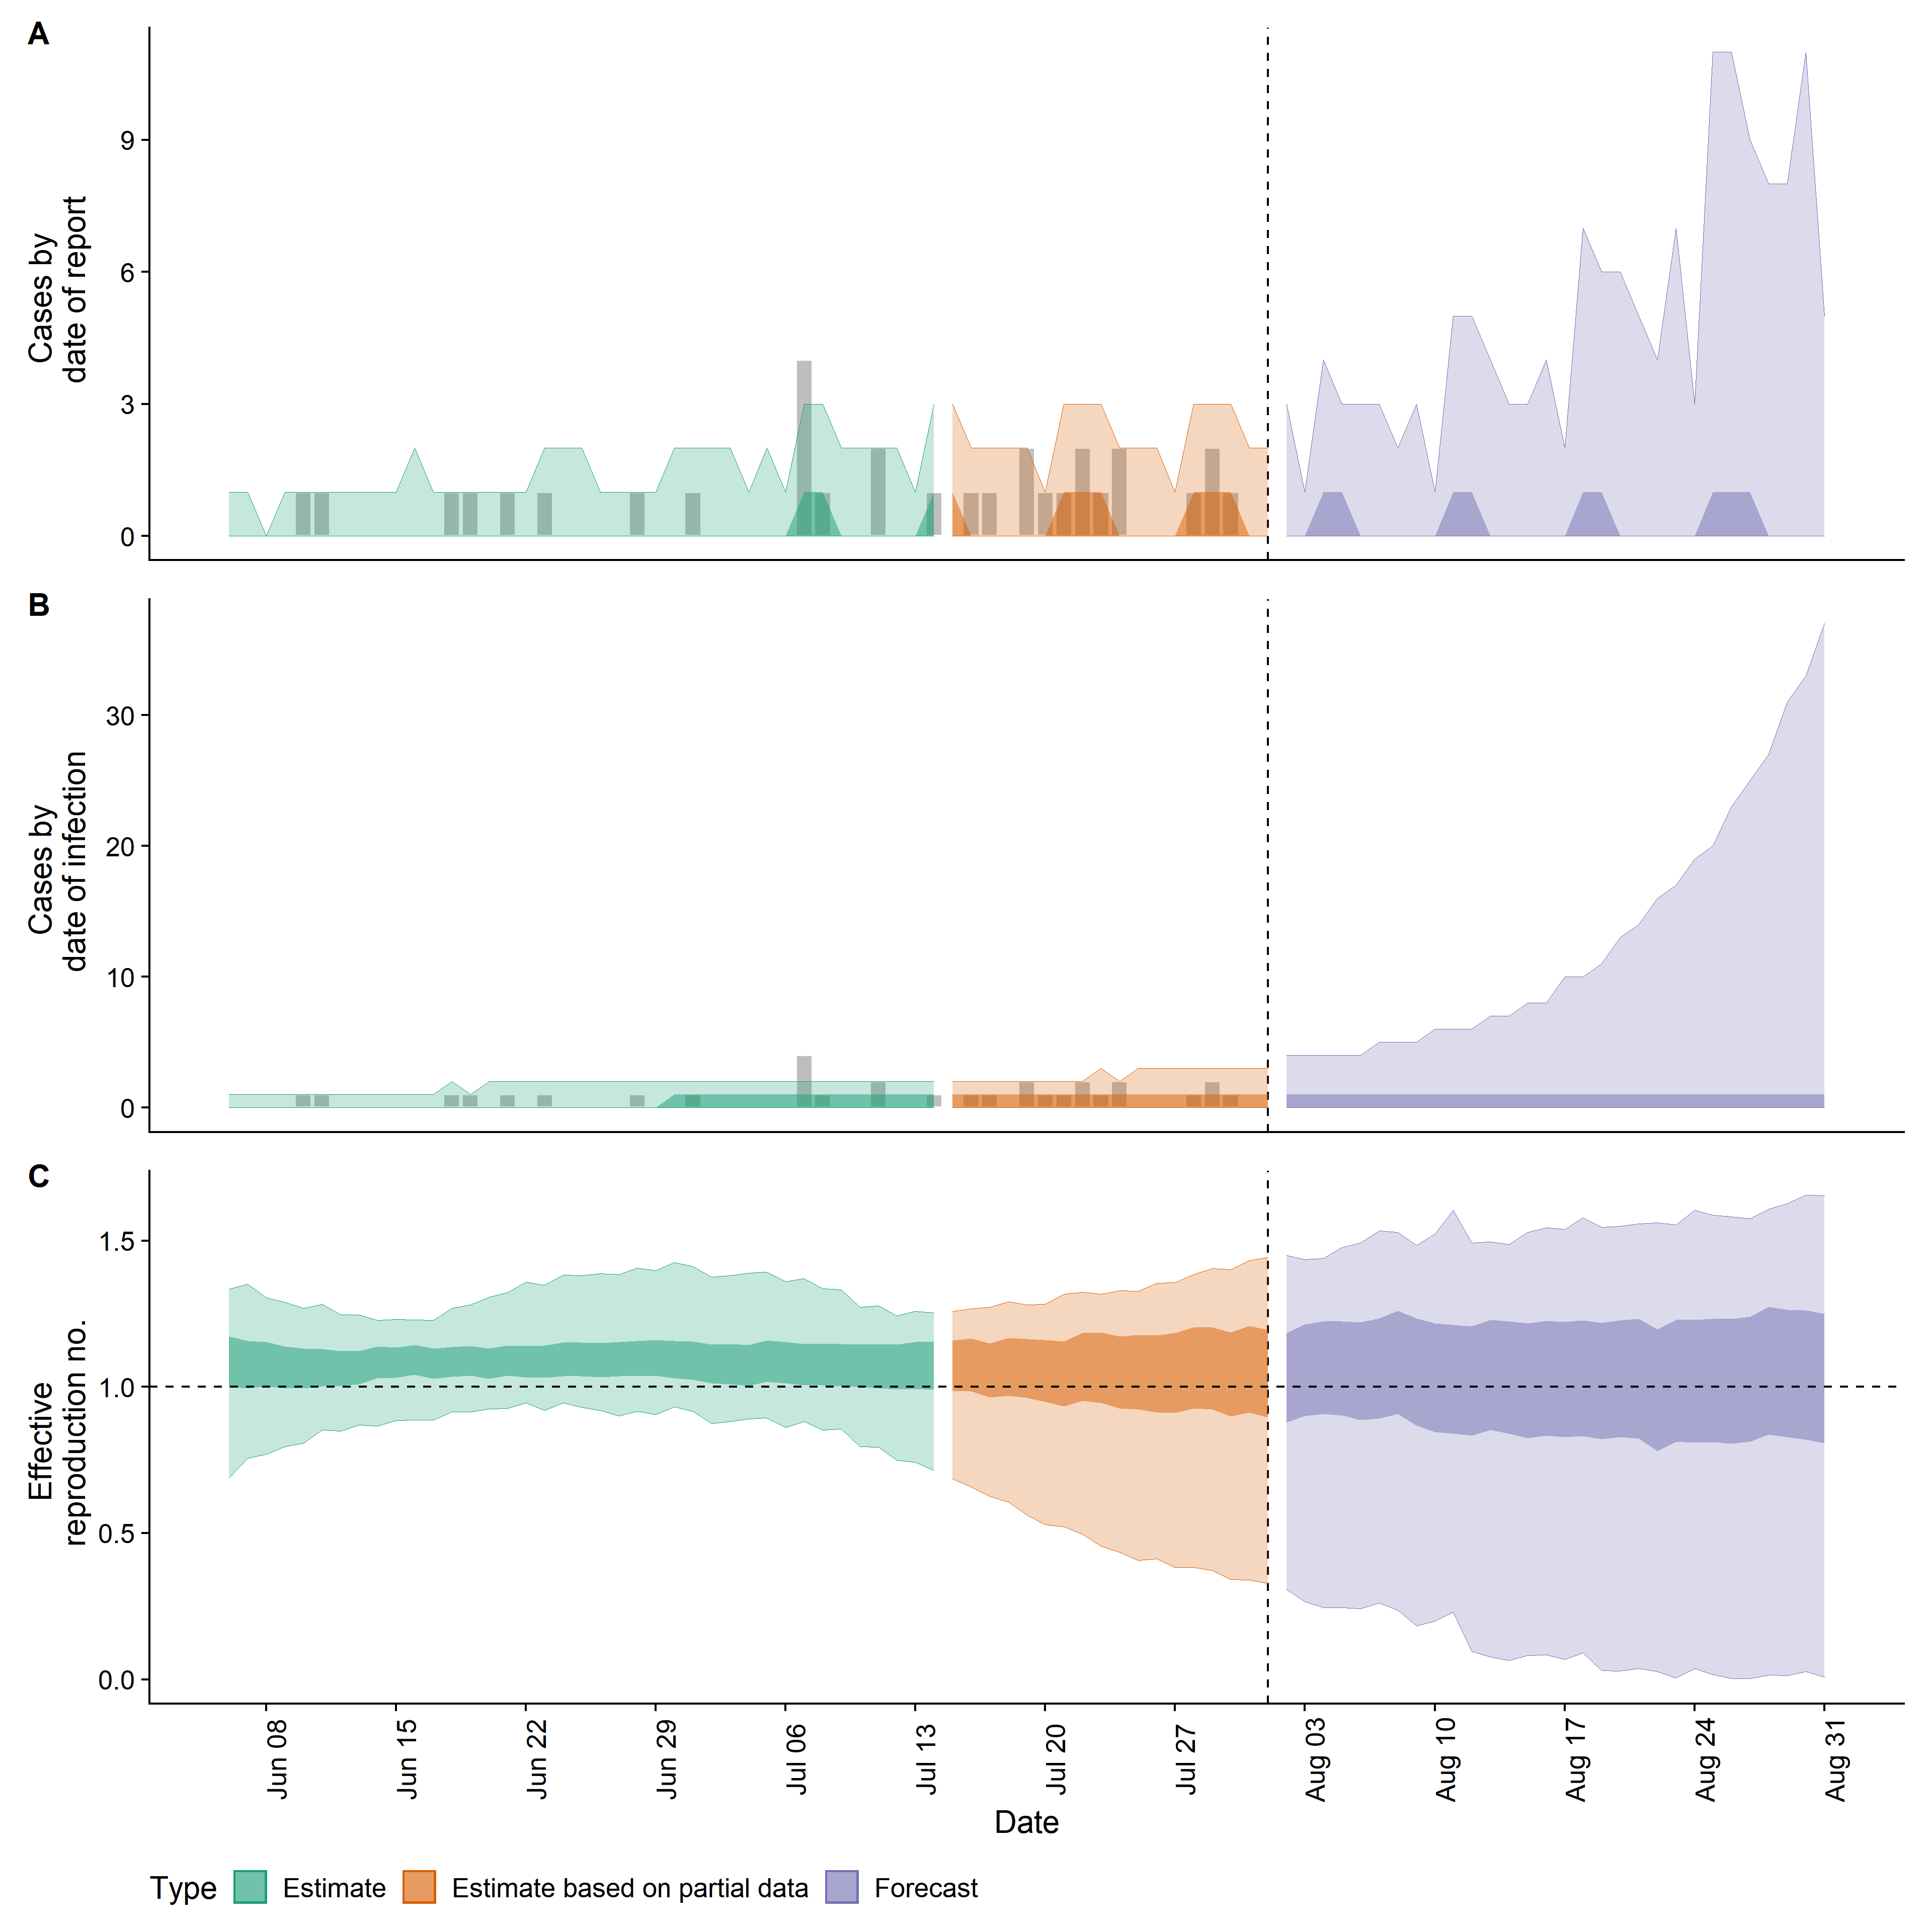 A
Cases by
date of report
9
6
3
0
B
Cases by
date of infection
30
20
10
0
C
Effective
reproduction no.
1.5
1.0
0.5
0.0
Jun 08
Jun 15
Jun 22
Jun 29
Jul 06
Jul 13
Jul 20
Jul 27
Aug 03
Aug 10
Aug 17
Aug 24
Aug 31
Date
Type Estimate Estimate based on partial data Forecast